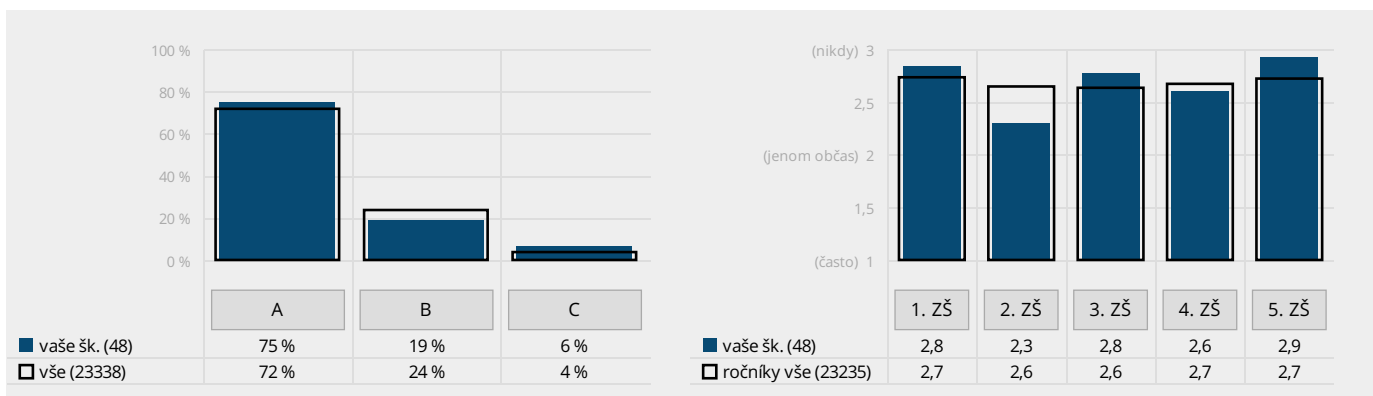 100 %
80 %
60 %
40 %
20 %
0 %
A B C
vaše šk. (48) 75 % 19 % 6 %
vše (23338) 72 % 24 % 4 %
(nikdy) 3
2,5
(jenom občas) 2
1,5
(často) 1
1. ZŠ 2. ZŠ 3. ZŠ 4. ZŠ 5. ZŠ
vaše šk. (48) 2,8 2,3 2,8 2,6 2,9
ročníky vše (23235) 2,7 2,6 2,6 2,7 2,7